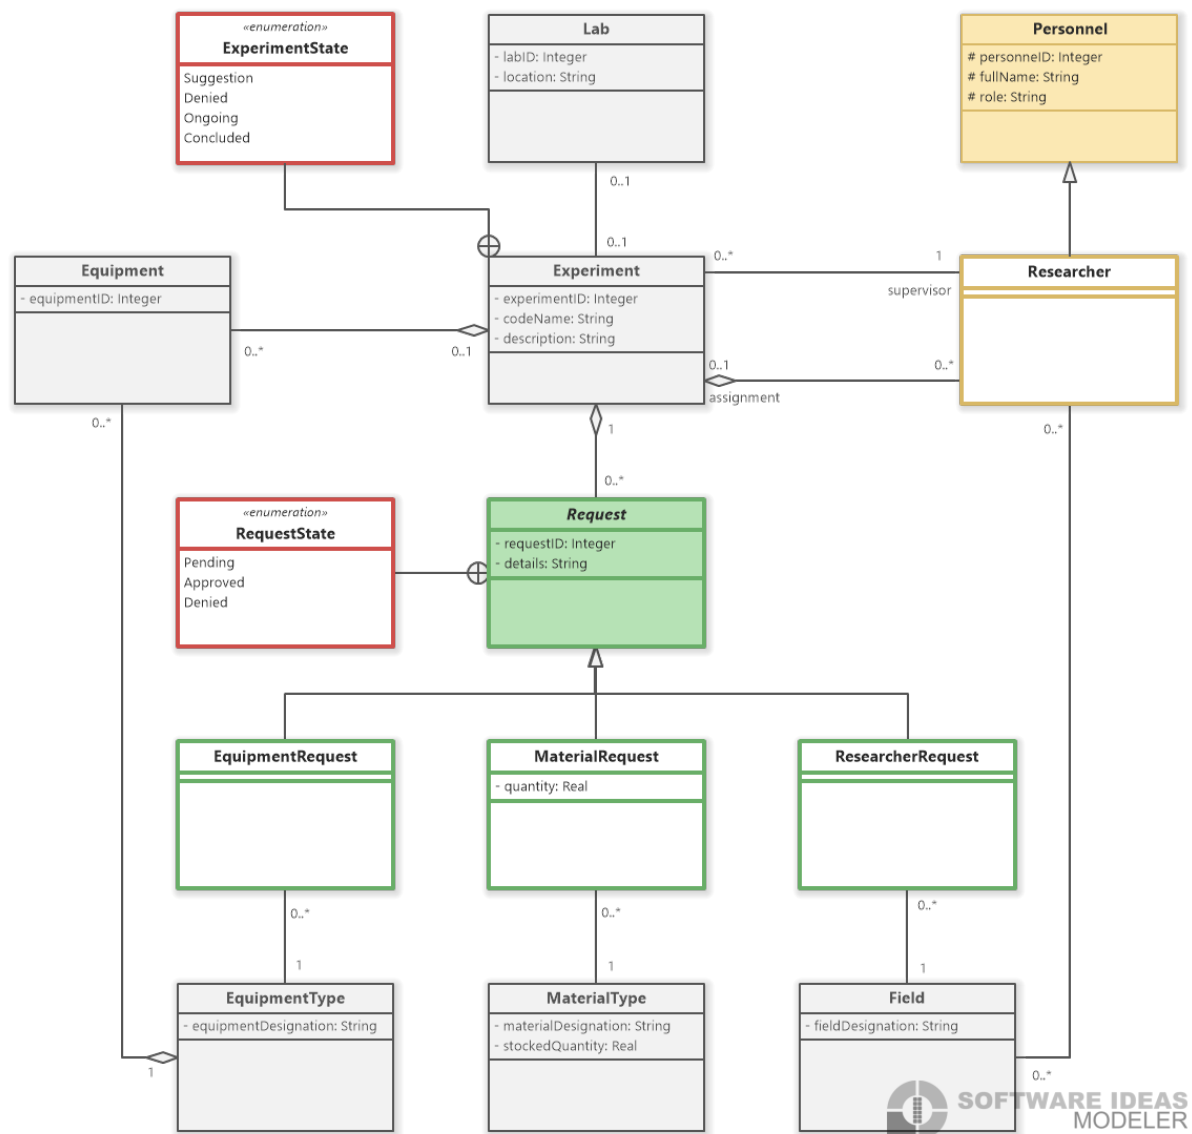 «enumeration»
ExperimentState
Suggestion
Denied
Ongoing
Concluded
Lab
- labID: Integer
- location: String
Personnel
# personneID: Integer
# fullName: String
# role: String
0..1
0..1
Equipment
- equipmentID: Integer
Experiment
- experimentID: Integer
- codeName: String
- description: String
0..*
1
supervisor
Researcher
0..*
0..1
0..1
0..*
assignment
0..*
1
0..*
0..*
«enumeration»
RequestState
Pending
Approved
Denied
Request
- requestID: Integer
- details: String
EquipmentRequest
MaterialRequest
- quantity: Real
ResearcherRequest
0..*
0..*
0..*
1
1
1
EquipmentType
- equipmentDesignation: String
MaterialType
- materialDesignation: String
- stockedQuantity: Real
Field
- fieldDesignation: String
1
0..*
SOFTWARE IDEAS
MODELER